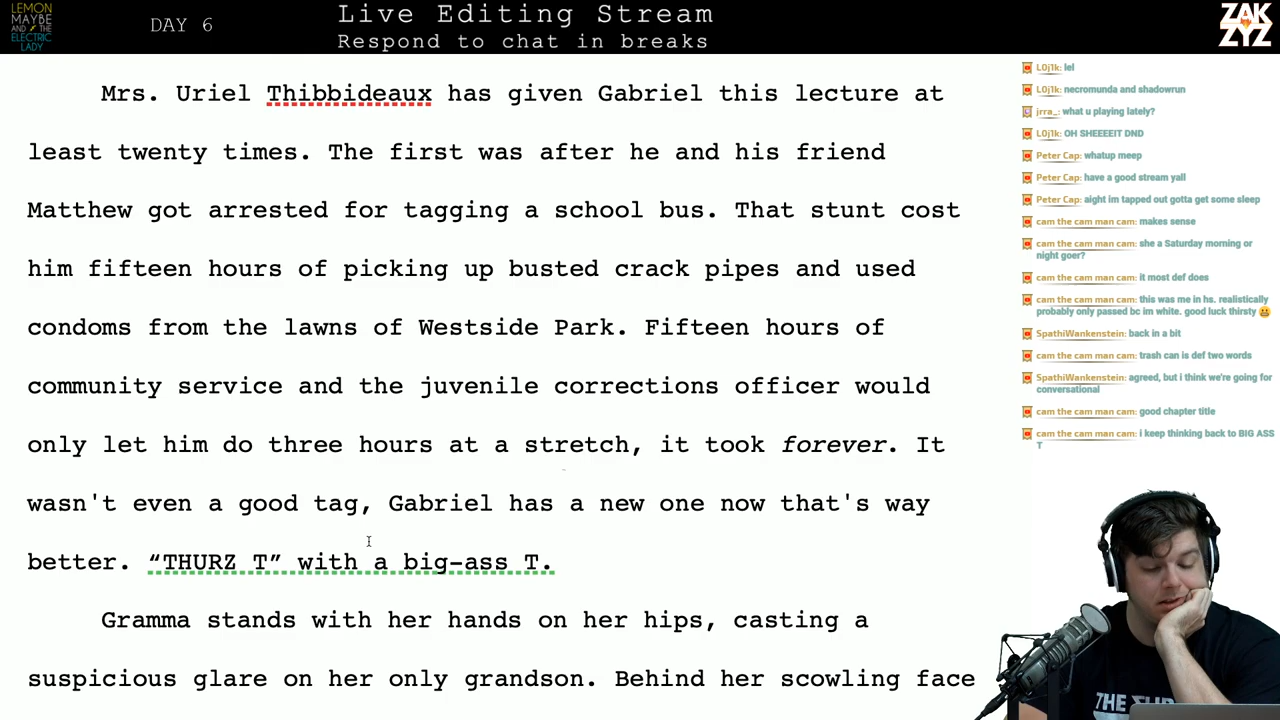 LEMON
MAYBE
AND THE
ELECTRIC
LADY
DAY 6
Live Editing Stream
Respond to chat in breaks
ZAK
ZYZ
Mrs. Uriel Thibbideaux has given Gabriel this lecture at
least twenty times. The first was after he and his friend
Matthew got arrested for tagging a school bus. That stunt cost
him fifteen hours of picking up busted crack pipes and used
condoms from the lawns of Westside Park. Fifteen hours of
community service and the juvenile corrections officer would
only let him do three hours at a stretch, it took forever. It
wasn't even a good tag, Gabriel has a new one now that's way
better. “THURZ T” with a big-ass T.
Gramma stands with her hands on her hips, casting a
suspicious glare on her only grandson. Behind her scowling face
L0j1k: lel
L0j1k: necromunda and shadowrun
jrra_: what u playing lately?
L0j1k: OH SHEEEEIT DND
Peter Cap: whatup meep
Peter Cap: have a good stream yall
Peter Cap: aight im tapped out gotta get some sleep
cam the cam man cam: makes sense
cam the cam man cam: she a Saturday morning or
night goer?
cam the cam man cam: it most def does
cam the cam man cam: this was me in hs. realistically
probably only passed bc im white. good luck thirsty
SpathiWankenstein: back in a bit
cam the cam man cam: trash can is def two words
SpathiWankenstein: agreed, but i think we're going for
conversational
cam the cam man cam: good chapter title
cam the cam man cam: i keep thinking back to BIG ASS
T
THE